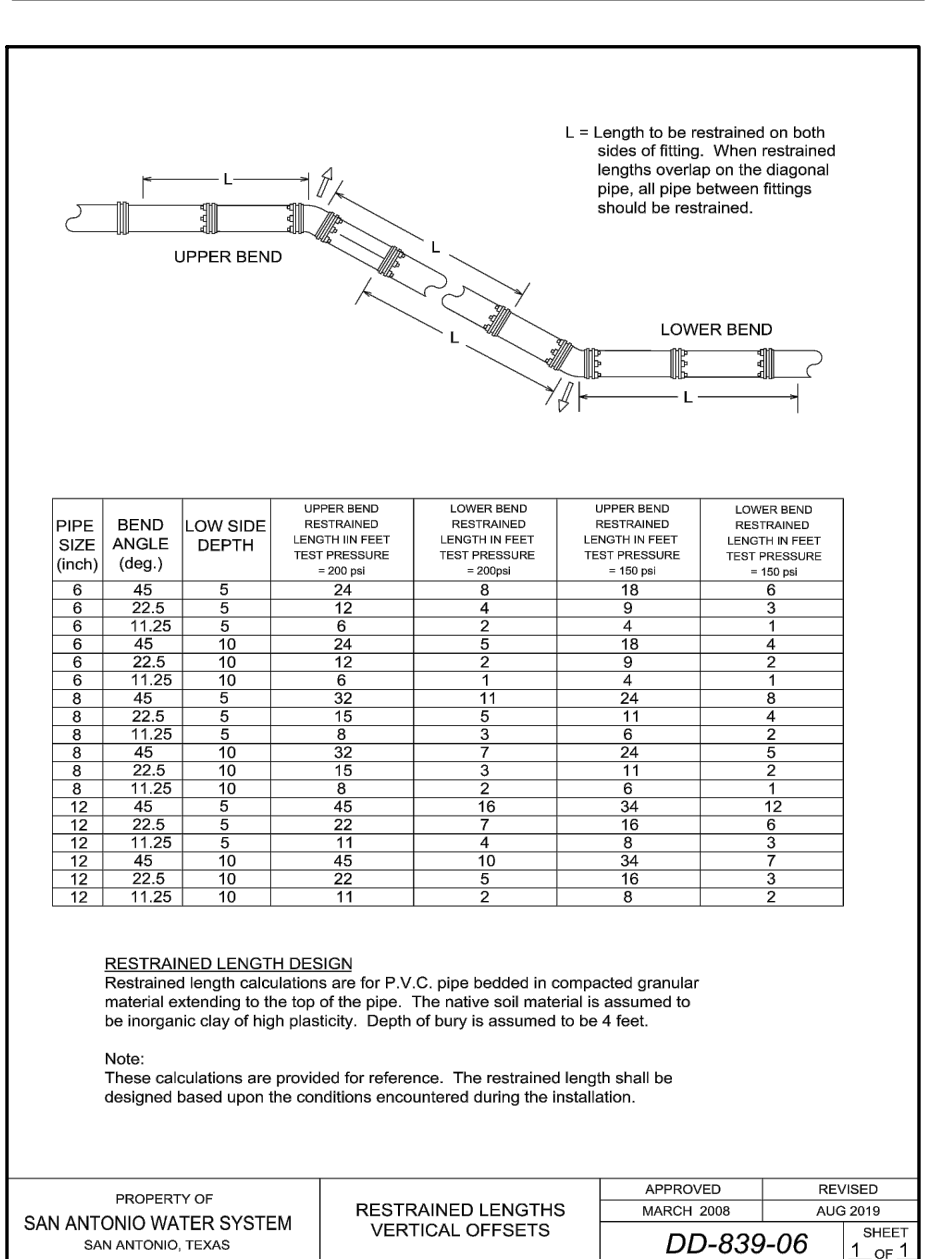 L = Length to be restrained on both
sides of fitting. When restrained
lengths overlap on the diagonal
pipe, all pipe between fittings
should be restrained.
L
UPPER BEND
L
L
LOWER BEND
L
PIPE SIZE (inch) BEND ANGLE (deg.) LOW SIDE DEPTH UPPER BEND RESTRAINED LENGTH IIN FEET TEST PRESSURE = 200 psi LOWER BEND RESTRAINED LENGTH IN FEET TEST PRESSURE = 200psi UPPER BEND RESTRAINED LENGTH IN FEET TEST PRESSURE = 150 psi LOWER BEND RESTRAINED LENGTH IN FEET TEST PRESSURE = 150 psi
6 45 5 24 8 18 6
6 22.5 5 12 4 9 3
6 11.25 5 6 2 4 1
6 45 10 24 5 18 4
6 22.5 10 12 2 9 2
6 11.25 10 6 1 4 1
8 45 5 32 11 24 8
8 22.5 5 15 5 11 4
8 11.25 5 8 3 6 2
8 45 10 32 7 24 5
8 22.5 10 15 3 11 2
8 11.25 10 8 2 6 1
12 45 5 45 16 34 12
12 22.5 5 22 7 16 6
12 11.25 5 11 4 8 3
12 45 10 45 10 34 7
12 22.5 10 22 5 16 3
12 11.25 10 11 2 8 2
RESTRAINED LENGTH DESIGN
Restrained length calculations are for P.V.C. pipe bedded in compacted granular
material extending to the top of the pipe. The native soil material is assumed to
be inorganic clay of high plasticity. Depth of bury is assumed to be 4 feet.
Note:
These calculations are provided for reference. The restrained length shall be
designed based upon the conditions encountered during the installation.
PROPERTY OF
SAN ANTONIO WATER SYSTEM
SAN ANTONIO, TEXAS
RESTRAINED LENGTHS
VERTICAL OFFSETS
APPROVED REVISED
MARCH 2008 AUG 2019
DD-839-06
SHEET
1 OF 1